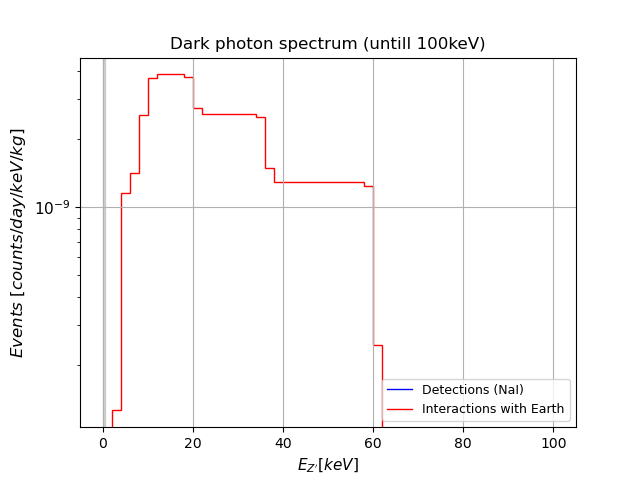 Dark photon spectrum (untill 100keV)
Events [counts/day/keV/kg]
10⁻⁹
Detections (NaI)
Interactions with Earth
0 20 40 60 80 100
E_{Z'}[keV]